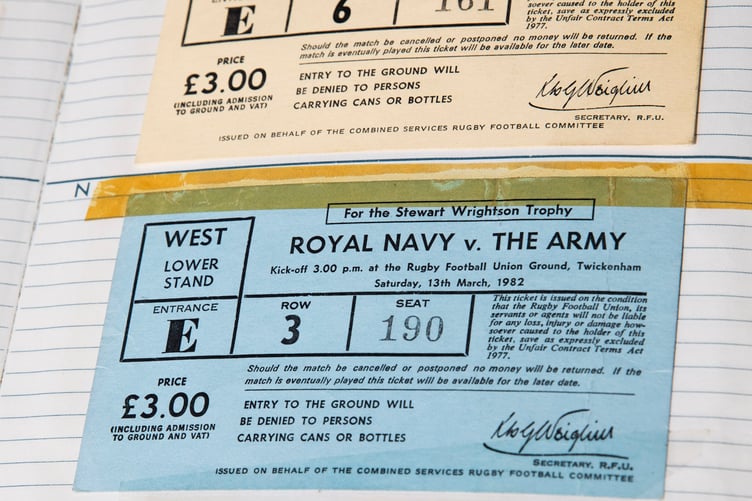 E
6
161
soever caused to the holder of this
ticket, save as expressly excluded
by the Unfair Contract Terms Act
1977.
Should the match be cancelled or postponed no money will be returned. If the
match is eventually played this ticket will be available for the later date.
PRICE
£3.00
(INCLUDING ADMISSION
TO GROUND AND VAT)
ENTRY TO THE GROUND WILL
BE DENIED TO PERSONS
CARRYING CANS OR BOTTLES
SECRETARY, R.F.U.
ISSUED ON BEHALF OF THE COMBINED SERVICES RUGBY FOOTBALL COMMITTEE
N
For the Stewart Wrightson Trophy
WEST
LOWER
STAND
ROYAL NAVY v. THE ARMY
Kick-off 3.00 p.m. at the Rugby Football Union Ground, Twickenham
Saturday, 13th March, 1982
ENTRANCE
E
ROW
3
SEAT
190
This ticket is issued on the condition
that the Rugby Football Union, its
servants or agents will not be liable
for any loss, injury or damage how-
soever caused to the holder of this
ticket, save as expressly excluded
by the Unfair Contract Terms Act
1977.
Should the match be cancelled or postponed no money will be returned. If the
match is eventually played this ticket will be available for the later date.
PRICE
£3.00
(INCLUDING ADMISSION
TO GROUND AND VAT)
ENTRY TO THE GROUND WILL
BE DENIED TO PERSONS
CARRYING CANS OR BOTTLES
SECRETARY, R.F.U.
ISSUED ON BEHALF OF THE COMBINED SERVICES RUGBY FOOTBALL COMMITTEE